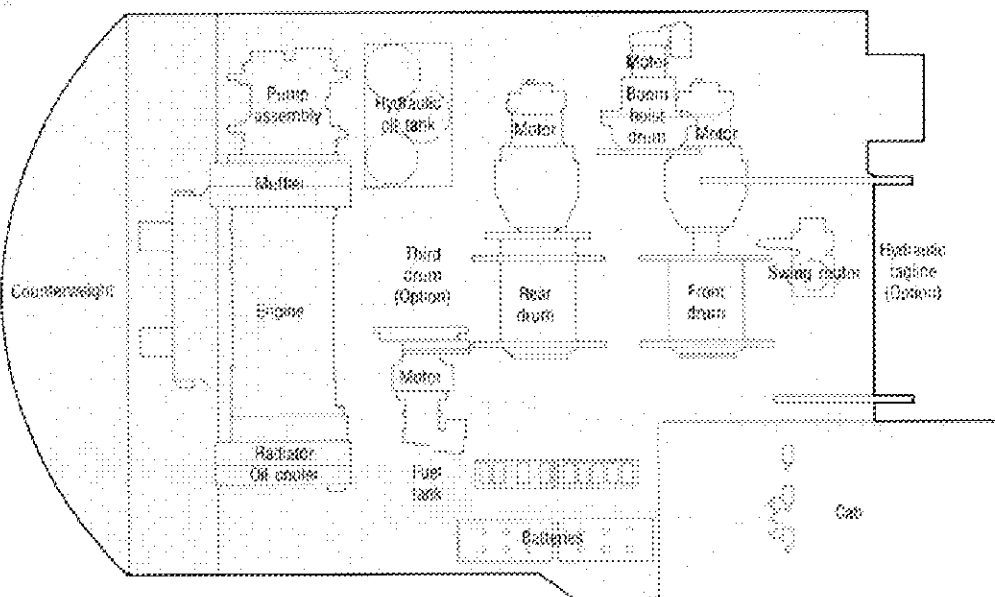 Pump
assembly
Hydraulic
oil tank
Motor
Motor
Boom
hoist
drum
Motor
Muffler
Counterweight
Engine
Third
drum
(Option)
Rear
drum
Front
drum
Swing motor
Hydraulic
tagline
(Option)
Motor
Radiator
Oil cooler
Fuel
tank
Batteries
Cab